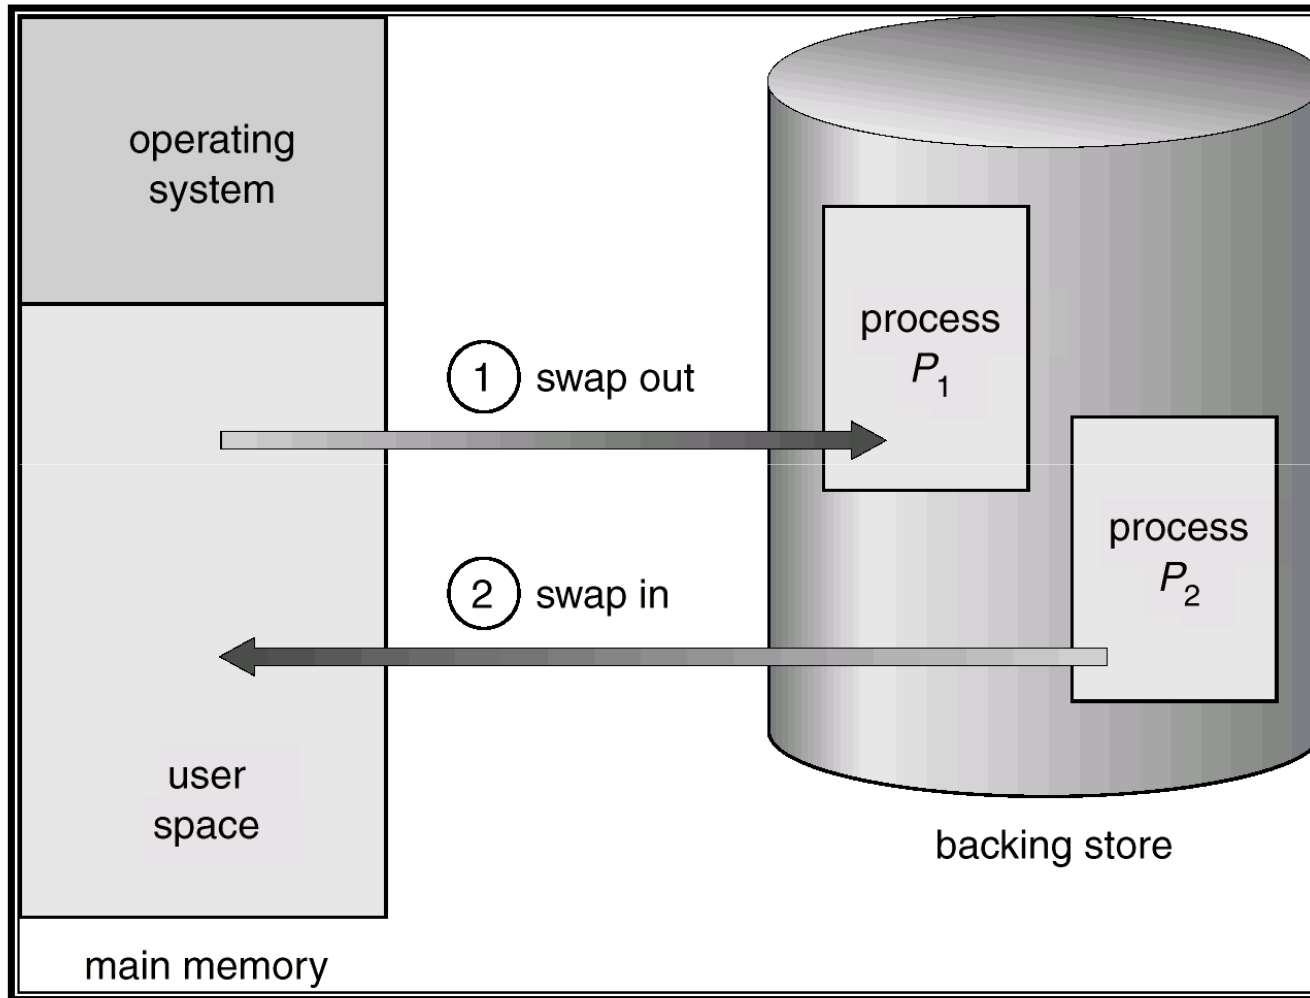 operating
system
process
P1
1 swap out
process
P2
2 swap in
user
space
backing store
main memory